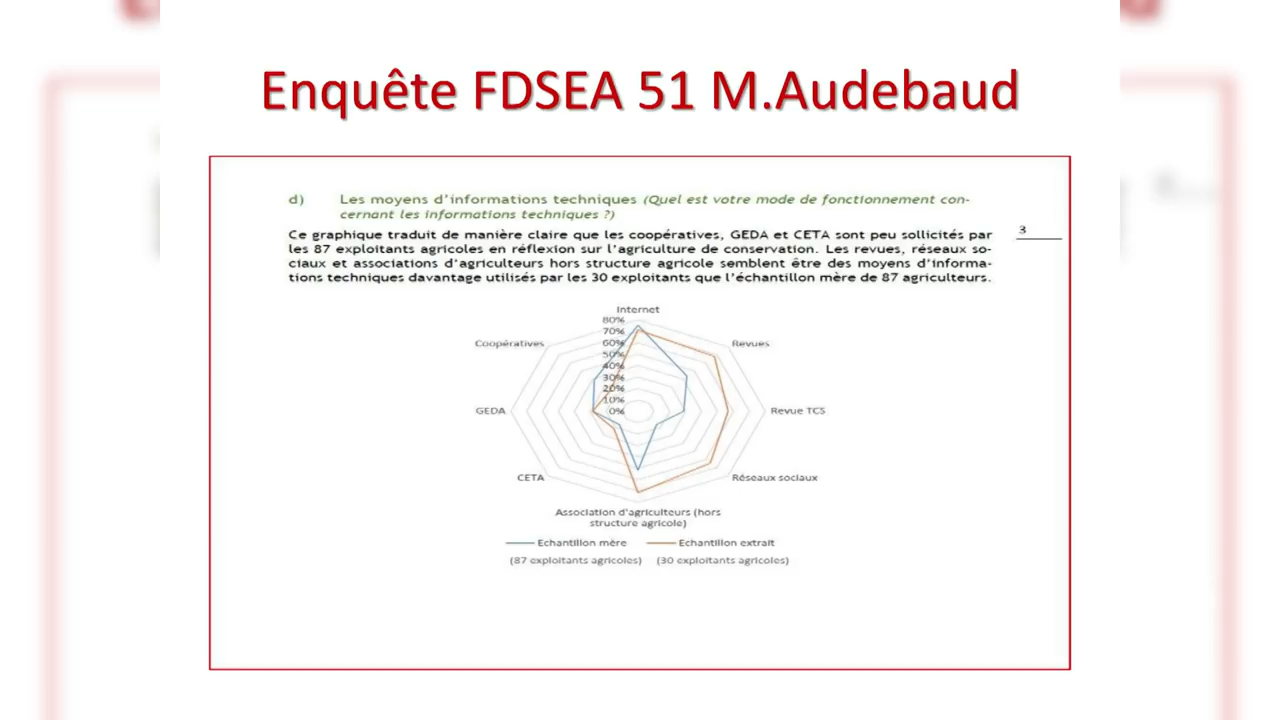 Enquête FDSEA 51 M.Audebaud
d) Les moyens d'informations techniques (Quel est votre mode de fonctionnement con-
cernant les informations techniques ?)
Ce graphique traduit de manière claire que les coopératives, GEDA et CETA sont peu sollicités par
les 87 exploitants agricoles en réflexion sur l'agriculture de conservation. Les revues, réseaux so-
ciaux et associations d'agriculteurs hors structure agricole semblent être des moyens d'informa-
tions techniques davantage utilisés par les 30 exploitants que l'échantillon mère de 87 agriculteurs.
3
Internet
80%
70%
60%
50%
40%
30%
20%
10%
0%
Coopératives
Revues
GEDA
Revue TCS
CETA
Réseaux sociaux
Association d'agriculteurs (hors
structure agricole)
Echantillon mère
Echantillon extrait
(87 exploitants agricoles)
(30 exploitants agricoles)